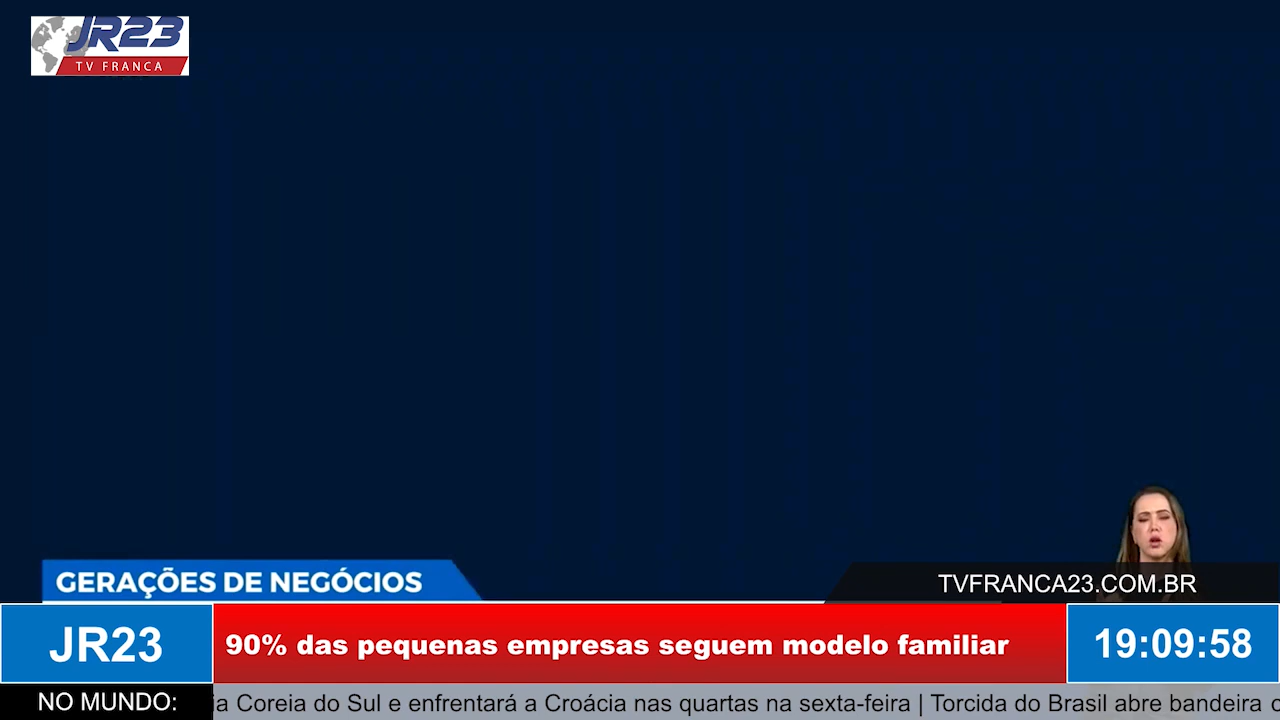 JR23
TV FRANCA
GERAÇÕES DE NEGÓCIOS
TVFRANCA23.COM.BR
JR23
90% das pequenas empresas seguem modelo familiar
19:09:58
NO MUNDO:
Coreia do Sul e enfrentará a Croácia nas quartas na sexta-feira | Torcida do Brasil abre bandeira